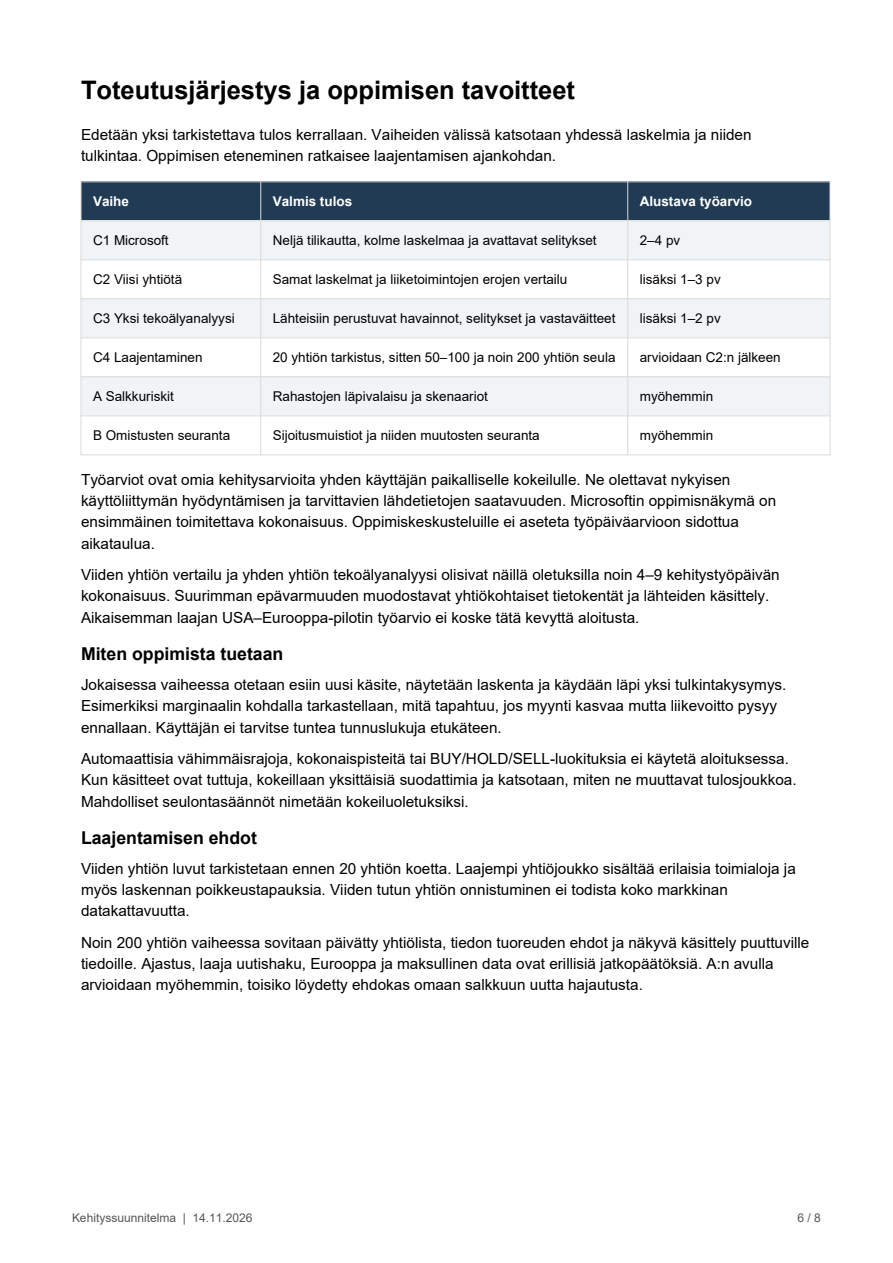 Toteutusjärjestys ja oppimisen tavoitteet
Edetään yksi tarkistettava tulos kerrallaan. Vaiheiden välissä katsotaan yhdessä laskelmia ja niiden
tulkintaa. Oppimisen eteneminen ratkaisee laajentamisen ajankohdan.
Vaihe Valmis tulos Alustava työarvio
C1 Microsoft Neljä tilikautta, kolme laskelmaa ja avattavat selitykset 2–4 pv
C2 Viisi yhtiötä Samat laskelmat ja liiketoimintojen erojen vertailu lisäksi 1–3 pv
C3 Yksi tekoälyanalyysi Lähteisiin perustuvat havainnot, selitykset ja vastaväitteet lisäksi 1–2 pv
C4 Laajentaminen 20 yhtiön tarkistus, sitten 50–100 ja noin 200 yhtiön seula arvioidaan C2:n jälkeen
A Salkkuriskit Rahastojen läpivalaisu ja skenaariot myöhemmin
B Omistusten seuranta Sijoitusmuistiot ja niiden muutosten seuranta myöhemmin
Työarviot ovat omia kehitysarvioita yhden käyttäjän paikalliselle kokeilulle. Ne olettavat nykyisen
käyttöliittymän hyödyntämisen ja tarvittavien lähdetietojen saatavuuden. Microsoftin oppimisnäkymä on
ensimmäinen toimitettava kokonaisuus. Oppimiskeskusteluille ei aseteta työpäiväarvioon sidottua
aikataulua.
Viiden yhtiön vertailu ja yhden yhtiön tekoälyanalyysi olisivat näillä oletuksilla noin 4–9 kehitystyöpäivän
kokonaisuus. Suurimman epävarmuuden muodostavat yhtiökohtaiset tietokentät ja lähteiden käsittely.
Aikaisemman laajan USA–Eurooppa-pilotin työarvio ei koske tätä kevyttä aloitusta.
Miten oppimista tuetaan
Jokaisessa vaiheessa otetaan esiin uusi käsite, näytetään laskenta ja käydään läpi yksi tulkintakysymys.
Esimerkiksi marginaalin kohdalla tarkastellaan, mitä tapahtuu, jos myynti kasvaa mutta liikevoitto pysyy
ennallaan. Käyttäjän ei tarvitse tuntea tunnuslukuja etukäteen.
Automaattisia vähimmäisrajoja, kokonaispisteitä tai BUY/HOLD/SELL-luokituksia ei käytetä aloituksessa.
Kun käsitteet ovat tuttuja, kokeillaan yksittäisiä suodattimia ja katsotaan, miten ne muuttavat tulosjoukkoa.
Mahdolliset seulontasäännöt nimetään kokeiluoletuksiksi.
Laajentamisen ehdot
Viiden yhtiön luvut tarkistetaan ennen 20 yhtiön koetta. Laajempi yhtiöjoukko sisältää erilaisia toimialoja ja
myös laskennan poikkeustapauksia. Viiden tutun yhtiön onnistuminen ei todista koko markkinan
datakattavuutta.
Noin 200 yhtiön vaiheessa sovitaan päivätty yhtiölista, tiedon tuoreuden ehdot ja näkyvä käsittely puuttuville
tiedoille. Ajastus, laaja uutishaku, Eurooppa ja maksullinen data ovat erillisiä jatkopäätöksiä. A:n avulla
arvioidaan myöhemmin, toisiko löydetty ehdokas omaan salkkuun uutta hajautusta.
Kehityssuunnitelma | 14.11.2026 6 / 8